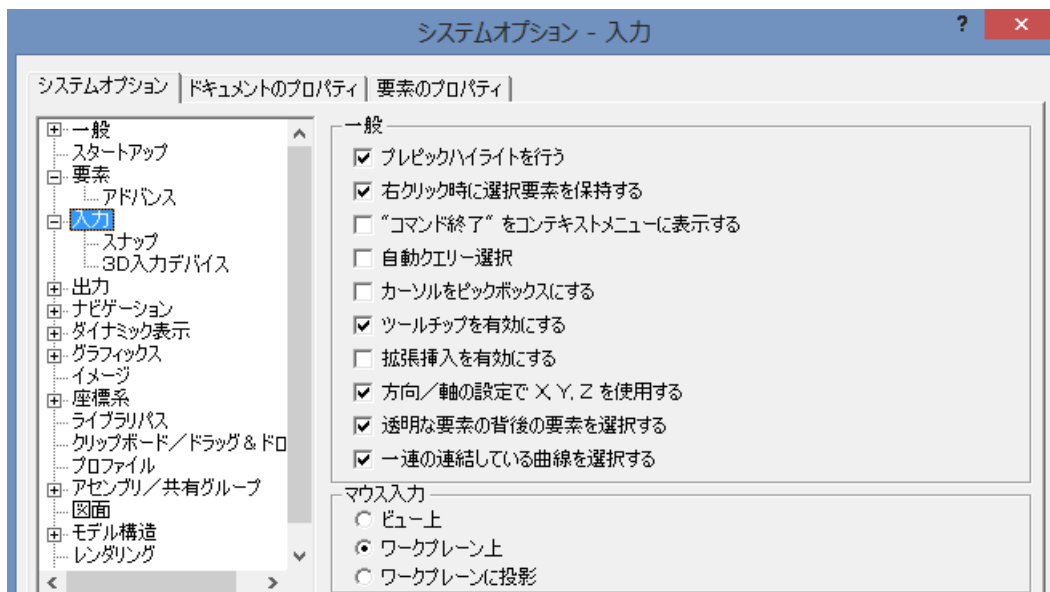 システムオプション - 入力
?
×
システムオプション
ドキュメントのプロパティ
要素のプロパティ
一般
スタートアップ
要素
アドバンス
入力
スナップ
3D入力デバイス
出力
ナビゲーション
ダイナミック表示
グラフィックス
イメージ
座標系
ライブラリパス
クリップボード／ドラッグ＆ドロ
プロファイル
アセンブリ／共有グループ
図面
モデル構造
レンダリング
一般
プレピックハイライトを行う
右クリック時に選択要素を保持する
“コマンド終了” をコンテキストメニューに表示する
自動クエリー選択
カーソルをピックボックスにする
ツールチップを有効にする
拡張挿入を有効にする
方向／軸の設定で X, Y, Z を使用する
透明な要素の背後の要素を選択する
一連の連結している曲線を選択する
マウス入力
ビュー上
ワークプレーン上
ワークプレーンに投影